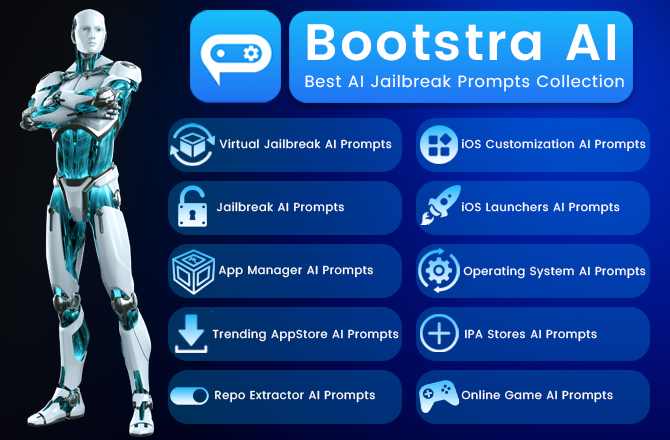 Bootstra AI
Best AI Jailbreak Prompts Collection
Virtual Jailbreak AI Prompts
iOS Customization AI Prompts
Jailbreak AI Prompts
iOS Launchers AI Prompts
App Manager AI Prompts
Operating System AI Prompts
Trending AppStore AI Prompts
IPA Stores AI Prompts
Repo Extractor AI Prompts
Online Game AI Prompts